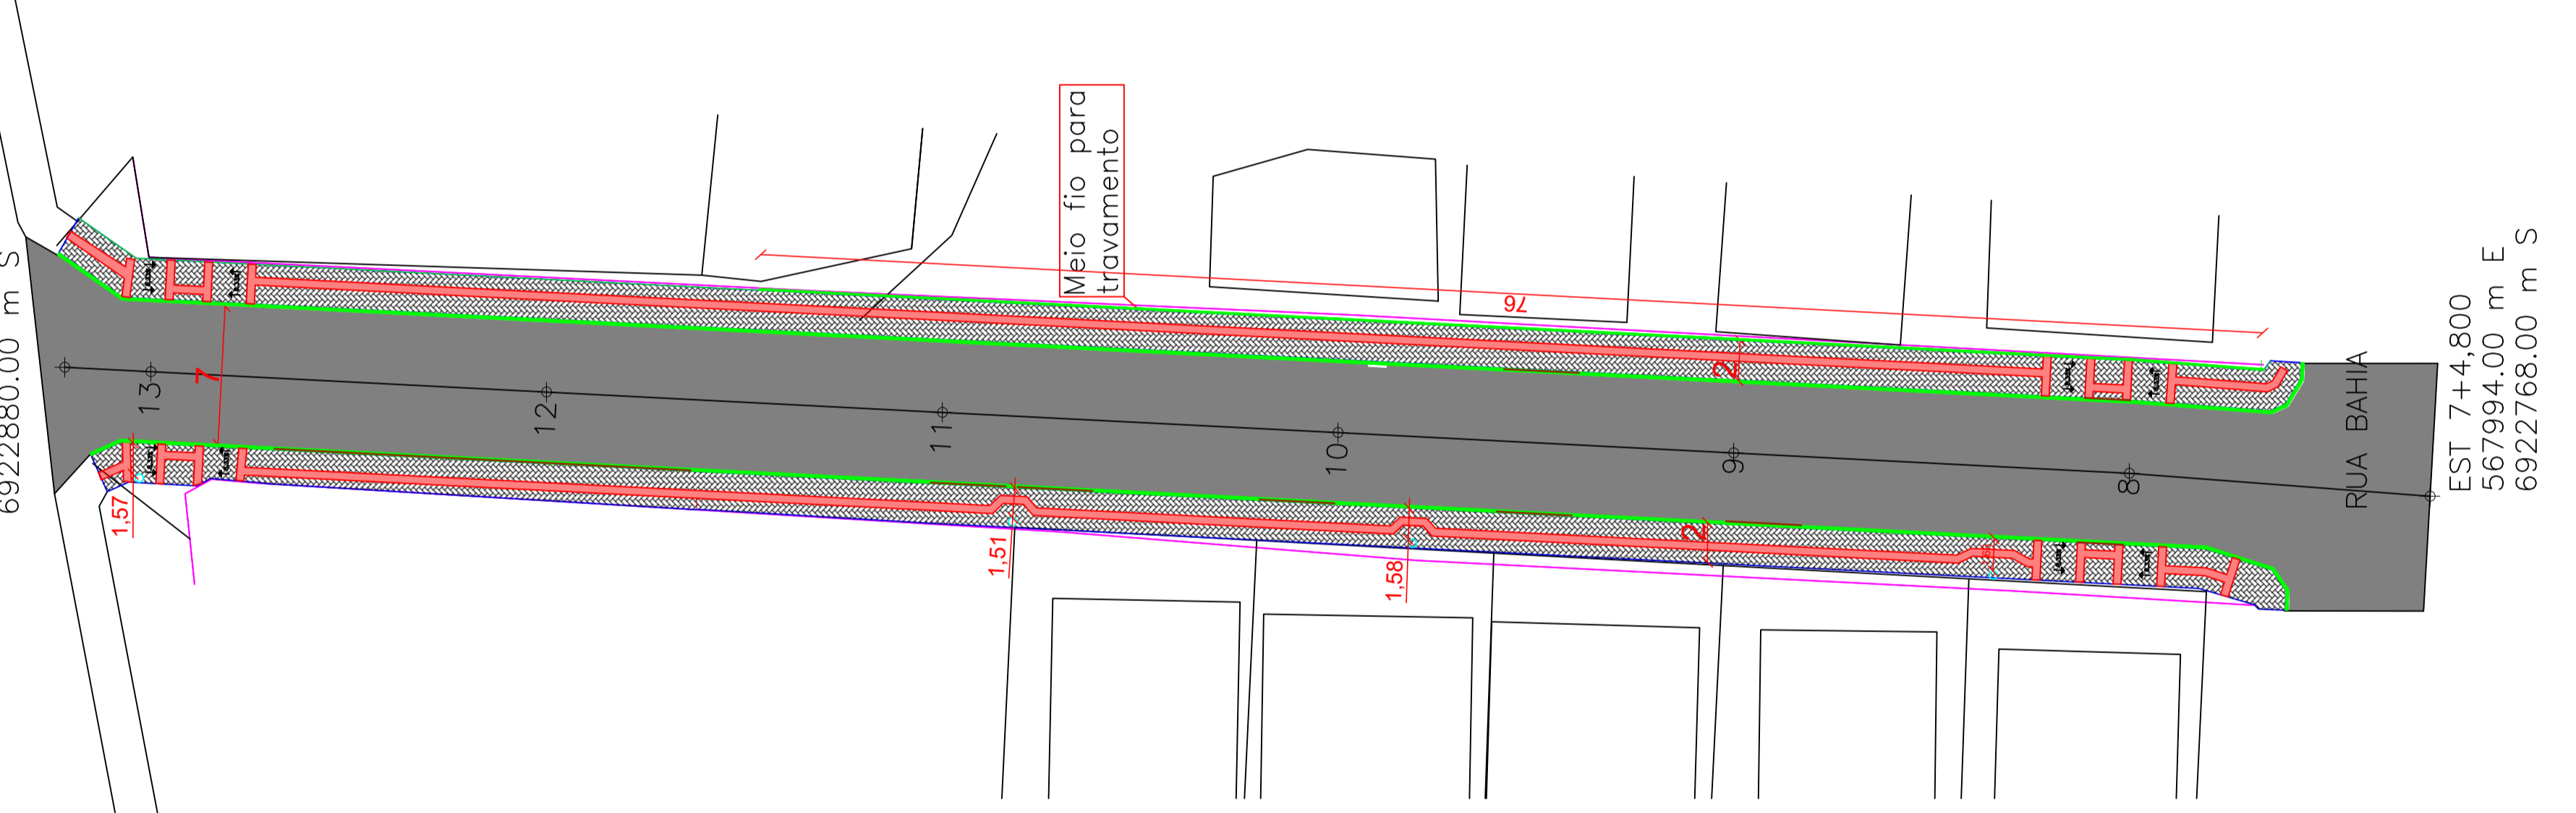 6922880.00 m S
13
12
11
10
9
8
7
1,57
1,51
1,58
2
2
76
Meio fio para
travamento
RUA BAHIA
EST 7+4,800
567994.00 m E
6922768.00 m S